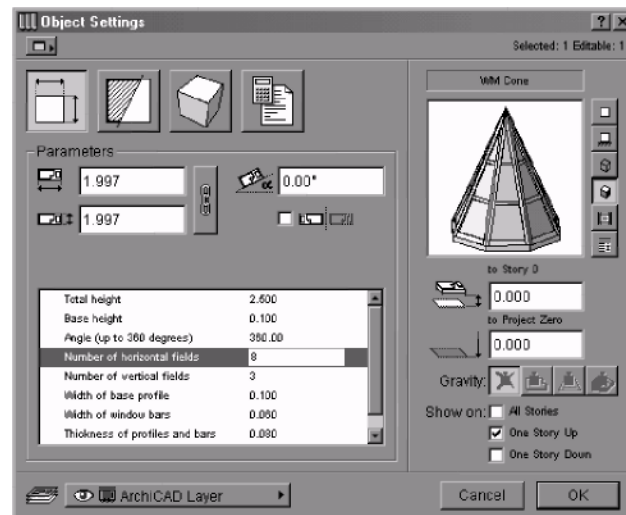 Object Settings
Selected: 1 Editable: 1
WM Cone
Parameters
1.997
α 0.00°
1.997
Total height 2.600
Base height 0.100
Angle (up to 360 degrees) 360.00
Number of horizontal fields 8
Number of vertical fields 3
Width of base profile 0.100
Width of window bars 0.060
Thickness of profiles and bars 0.080
to Story 0
0.000
to Project Zero
0.000
Gravity:
Show on: All Stories
One Story Up
One Story Down
ArchiCAD Layer
Cancel
OK